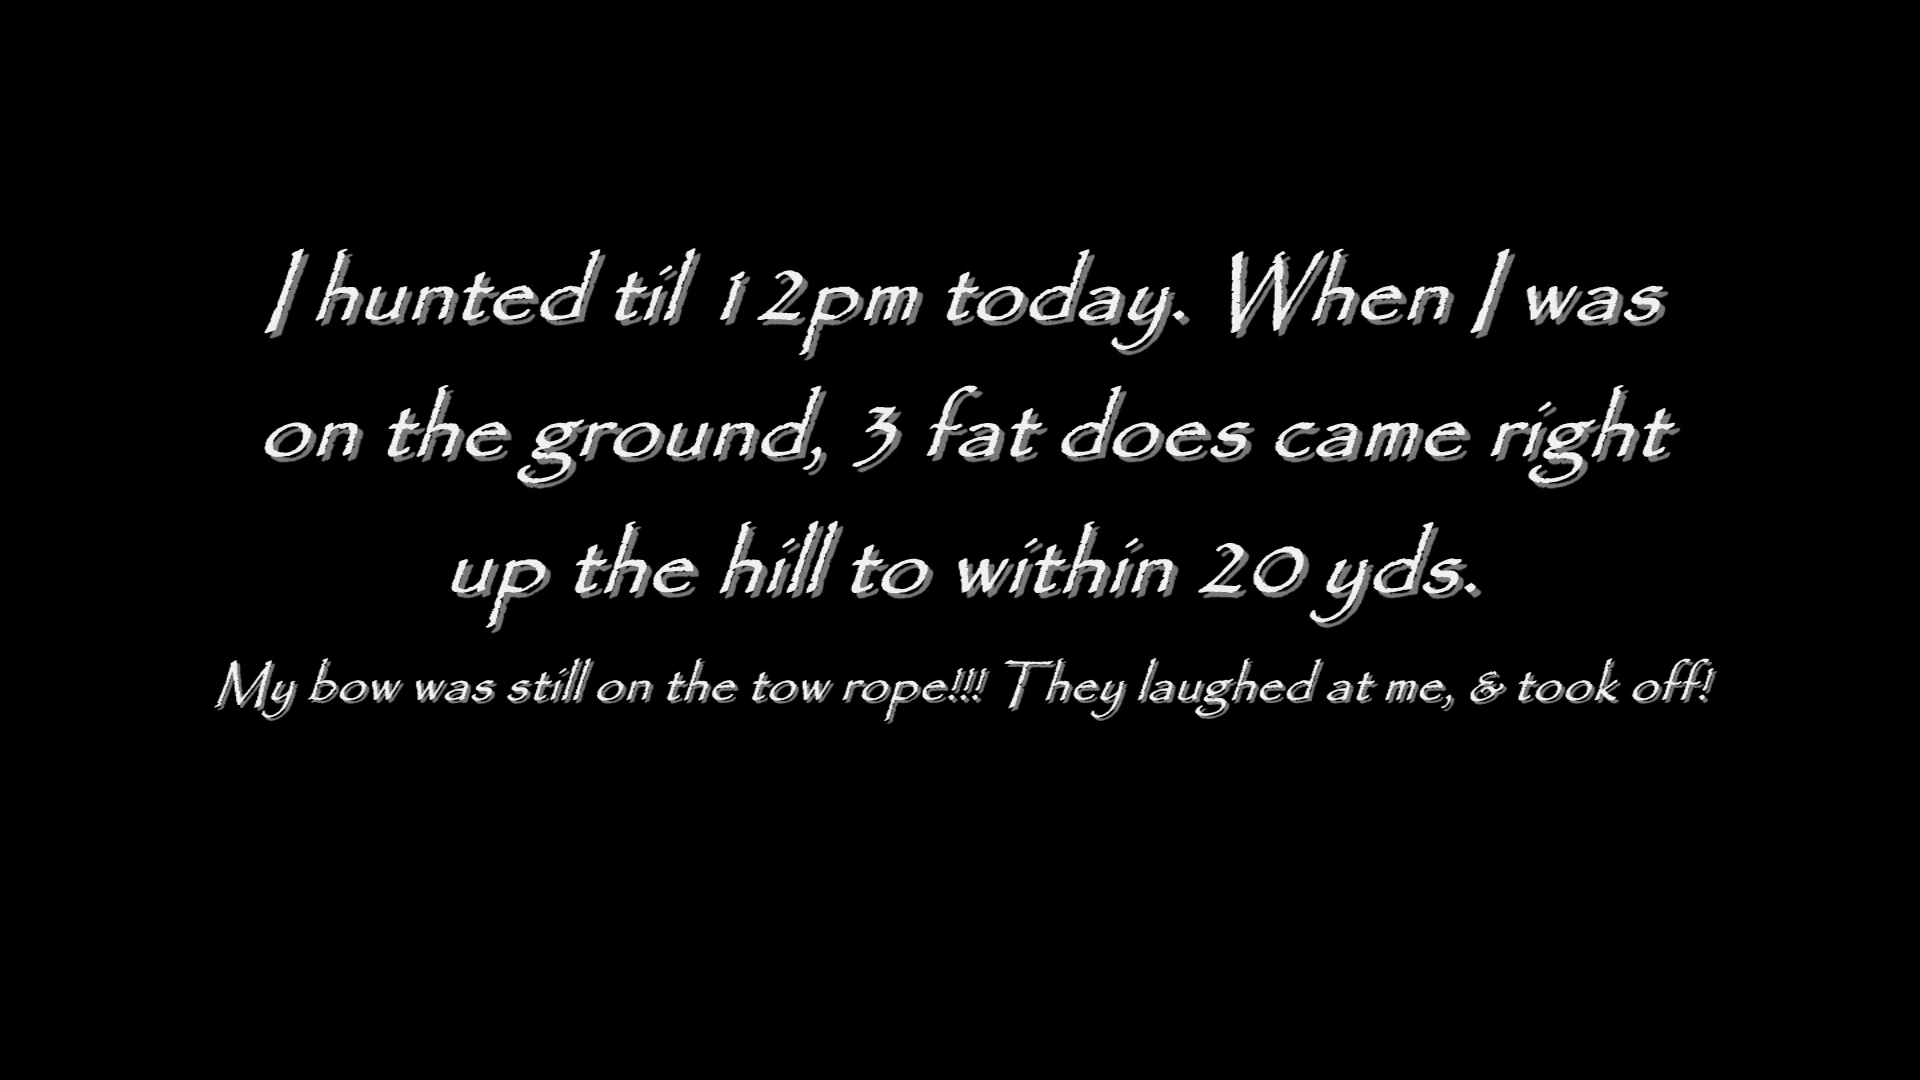 I hunted til 12pm today. When I was
on the ground, 3 fat does came right
up the hill to within 20 yds.
My bow was still on the tow rope!!! They laughed at me, & took off!